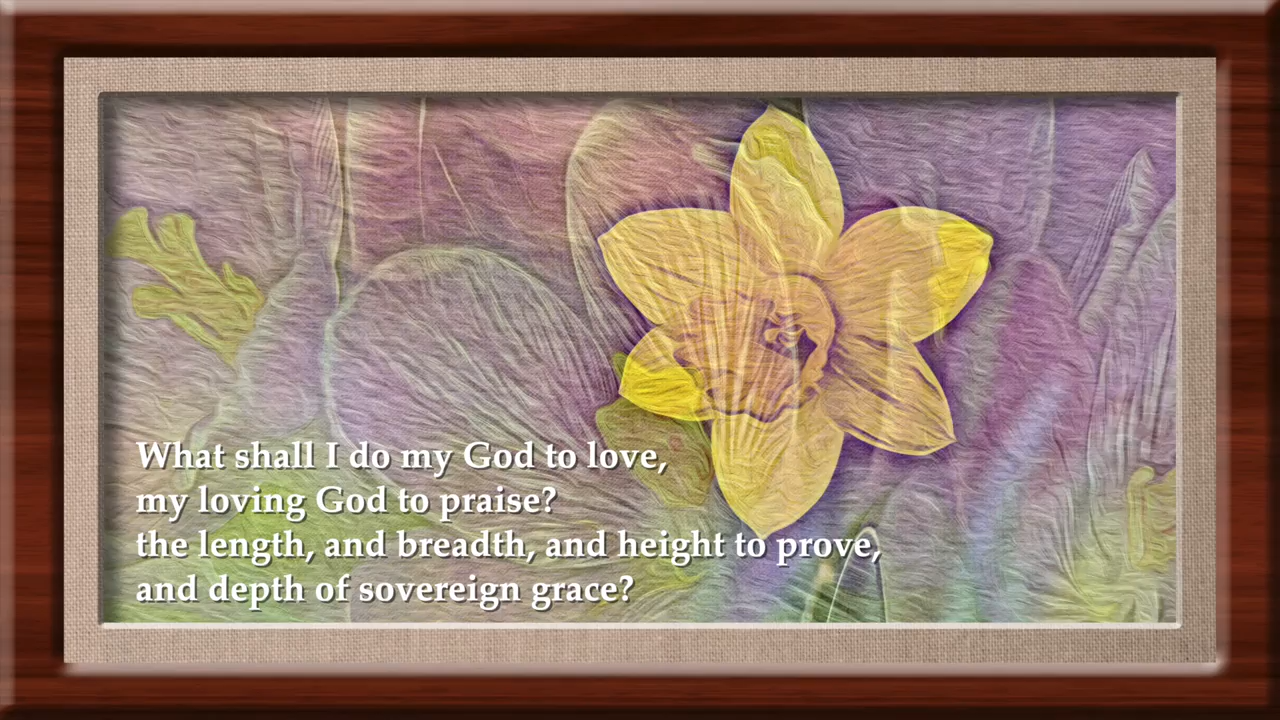 What shall I do my God to love,
my loving God to praise?
the length, and breadth, and height to prove,
and depth of sovereign grace?